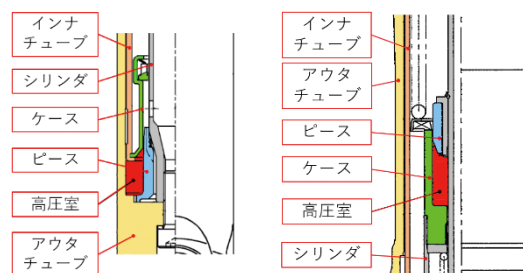 インナ
チューブ
シリンダ
ケース
ピース
高圧室
アウタ
チューブ
インナ
チューブ
アウタ
チューブ
ピース
ケース
高圧室
シリンダ